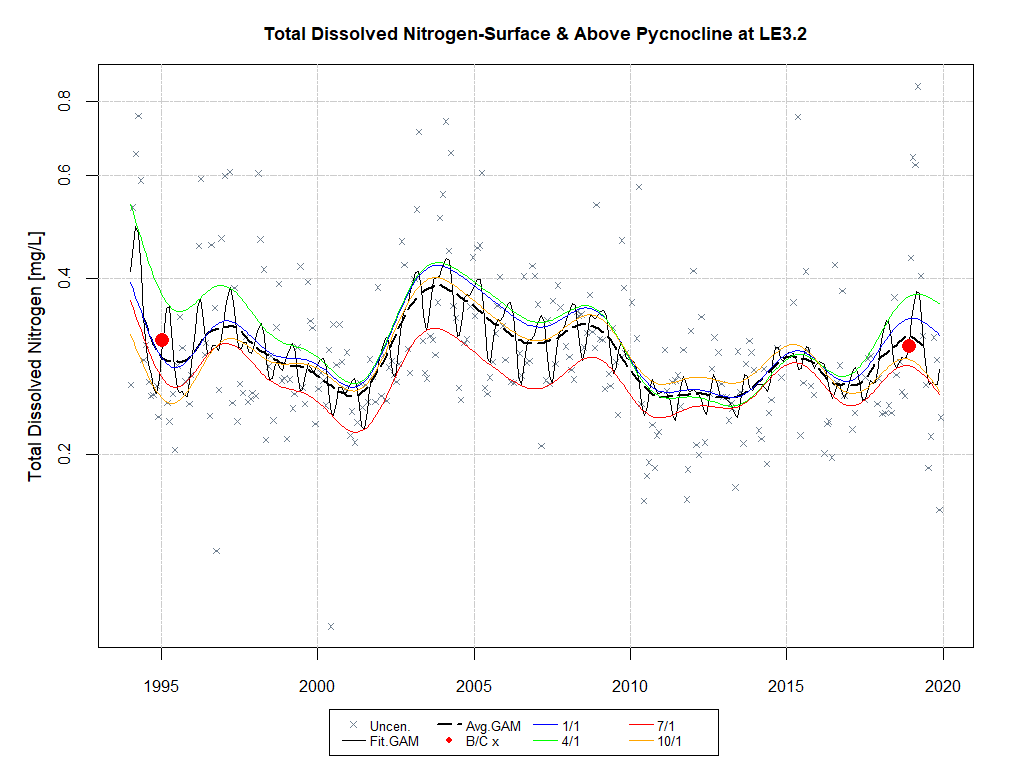 Total Dissolved Nitrogen-Surface & Above Pycnocline at LE3.2
Total Dissolved Nitrogen [mg/L]
0.8
0.6
0.4
0.2
1995 2000 2005 2010 2015 2020
Uncen. Avg.GAM 1/1 7/1
Fit.GAM B/C x 4/1 10/1